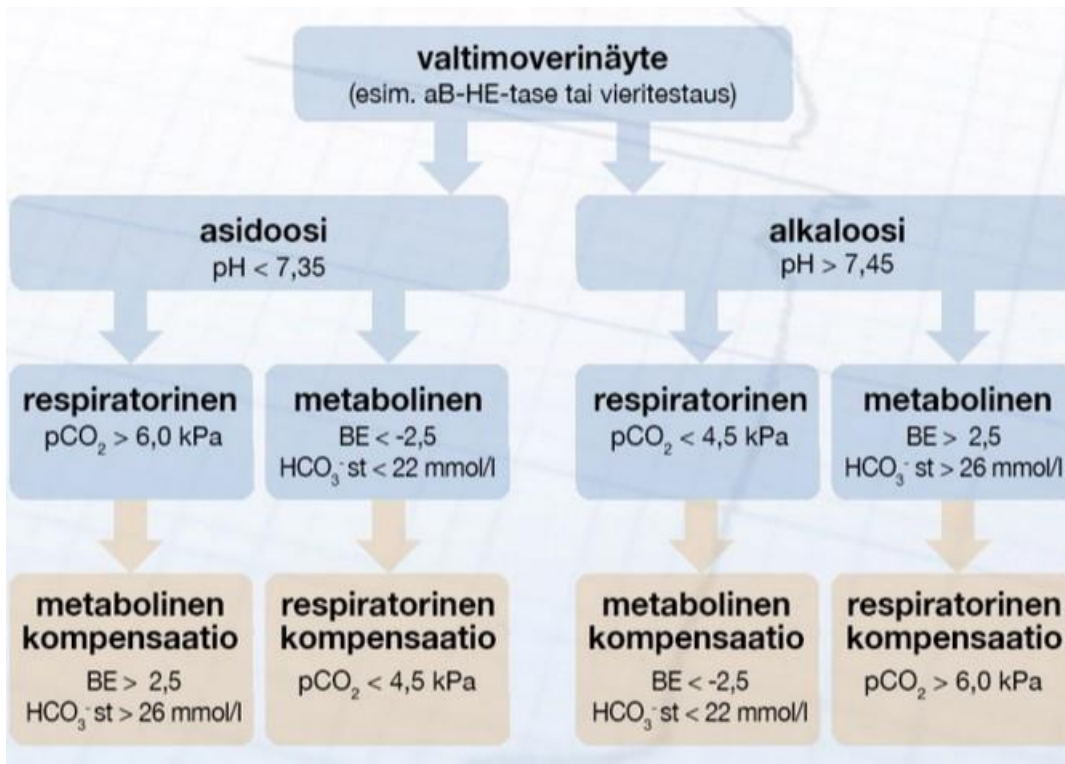 valtimoverinäyte
(esim. aB-HE-tase tai vieritestaus)
asidoosi
pH < 7,35
alkaloosi
pH > 7,45
respiratorinen
pCO₂ > 6,0 kPa
metabolinen
BE < -2,5
HCO₃⁻ st < 22 mmol/l
respiratorinen
pCO₂ < 4,5 kPa
metabolinen
BE > 2,5
HCO₃⁻ st > 26 mmol/l
metabolinen
kompensaatio
BE > 2,5
HCO₃⁻ st > 26 mmol/l
respiratorinen
kompensaatio
pCO₂ < 4,5 kPa
metabolinen
kompensaatio
BE < -2,5
HCO₃⁻ st < 22 mmol/l
respiratorinen
kompensaatio
pCO₂ > 6,0 kPa